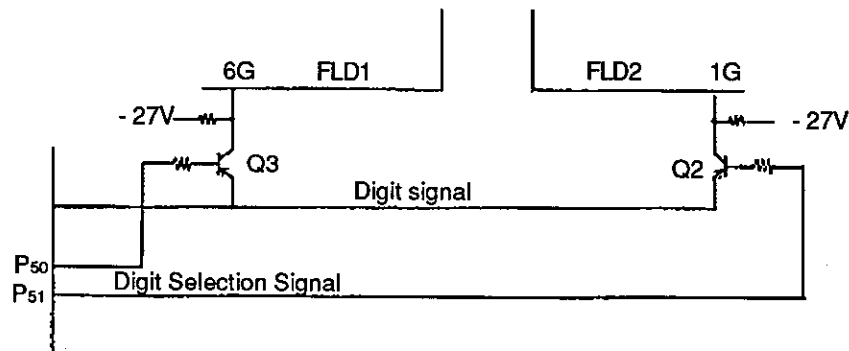 6G FLD1 FLD2 1G
- 27V - 27V
Q3 Q2
Digit signal
P50
Digit Selection Signal
P51